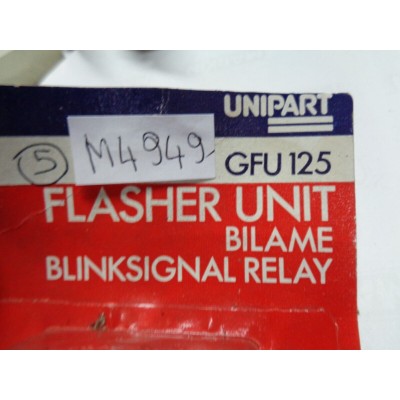 UNIPART
5 M4949
GFU 125
FLASHER UNIT
BILAME
BLINKSIGNAL RELAY